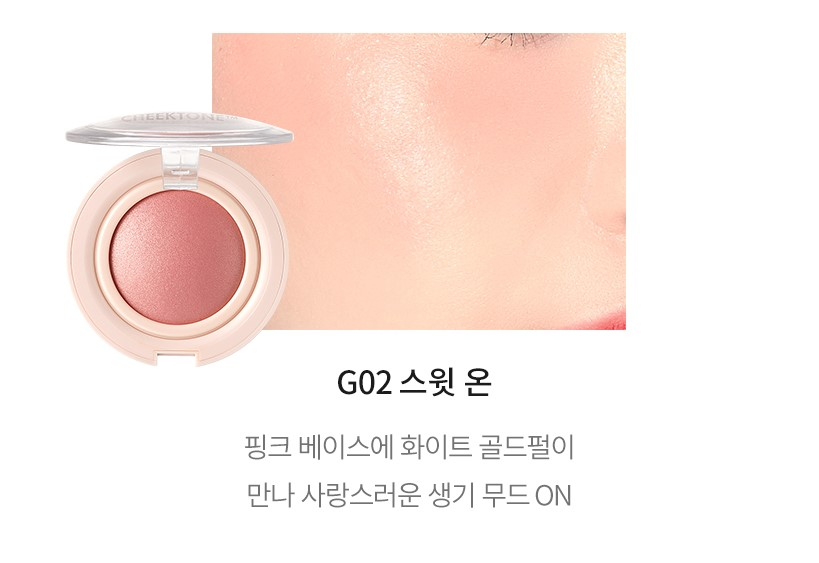 CHEEKTONE
G02 스윗 온
핑크 베이스에 화이트 골드펄이
만나 사랑스러운 생기 무드 ON